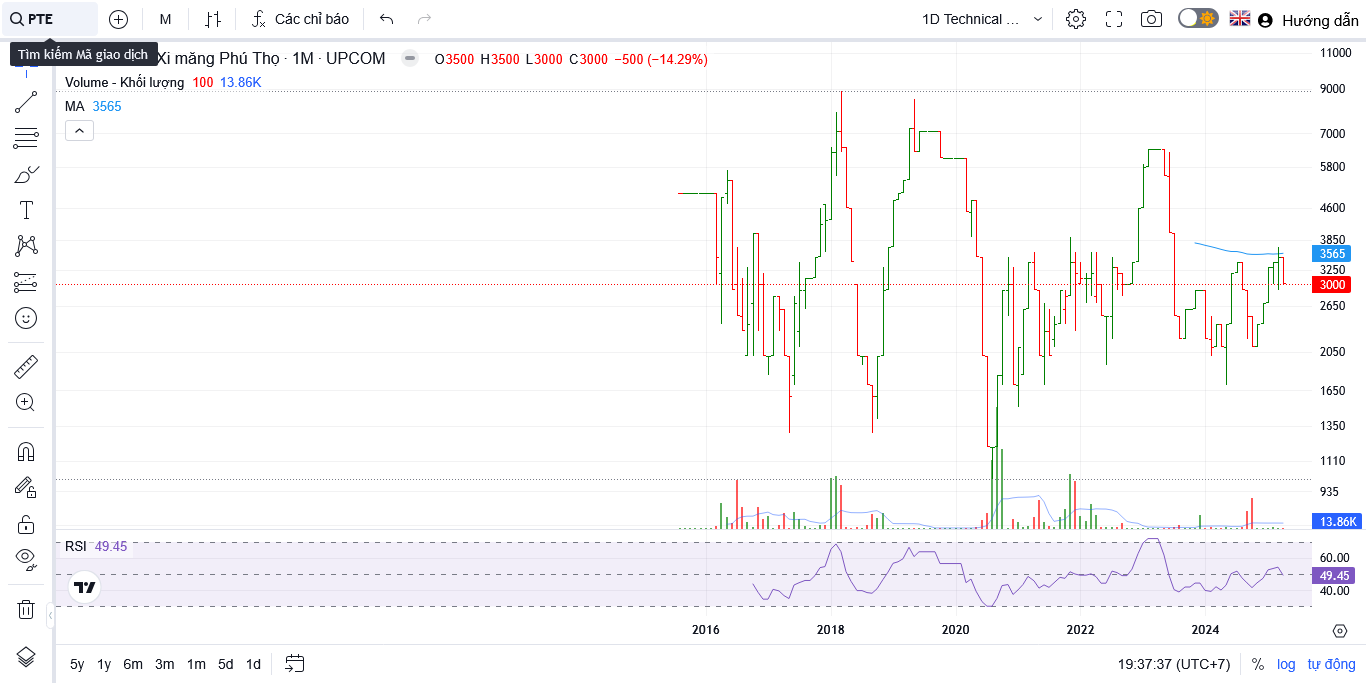 PTE
M
Các chỉ báo
1D Technical ...
Hướng dẫn
Tìm kiếm Mã giao dịch
Xi măng Phú Thọ · 1M · UPCOM
O3500 H3500 L3000 C3000 −500 (−14.29%)
Volume - Khối lượng 100 13.86K
MA 3565
11000
9000
7000
5800
4600
3850
3565
3250
3000
2650
2050
1650
1350
1110
935
13.86K
RSI 49.45
60.00
49.45
40.00
2016 2018 2020 2022 2024
5y 1y 6m 3m 1m 5d 1d
19:37:37 (UTC+7) % log tự động